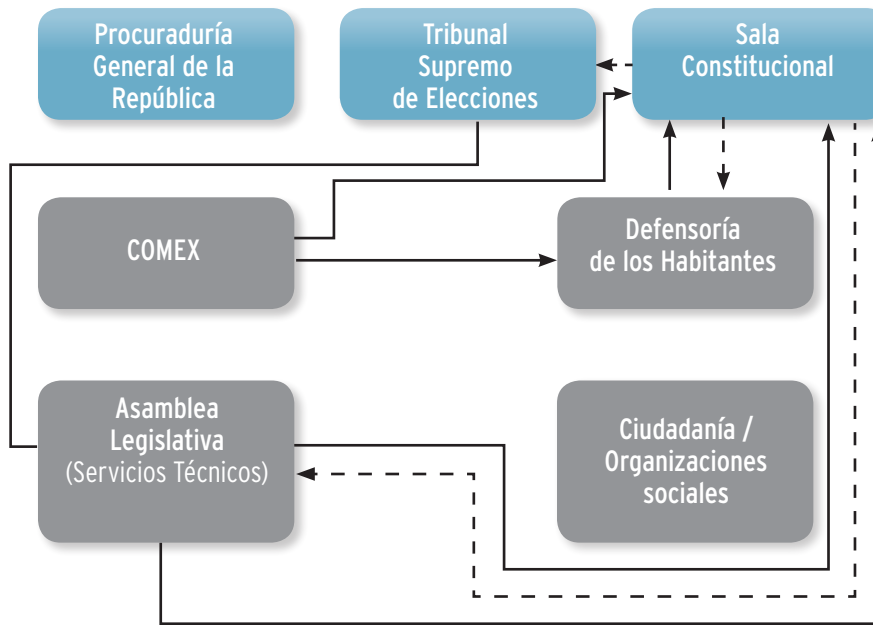 Procuraduría
General de la
República
Tribunal
Supremo
de Elecciones
Sala
Constitucional
COMEX
Defensoría
de los Habitantes
Asamblea
Legislativa
(Servicios Técnicos)
Ciudadanía /
Organizaciones
sociales